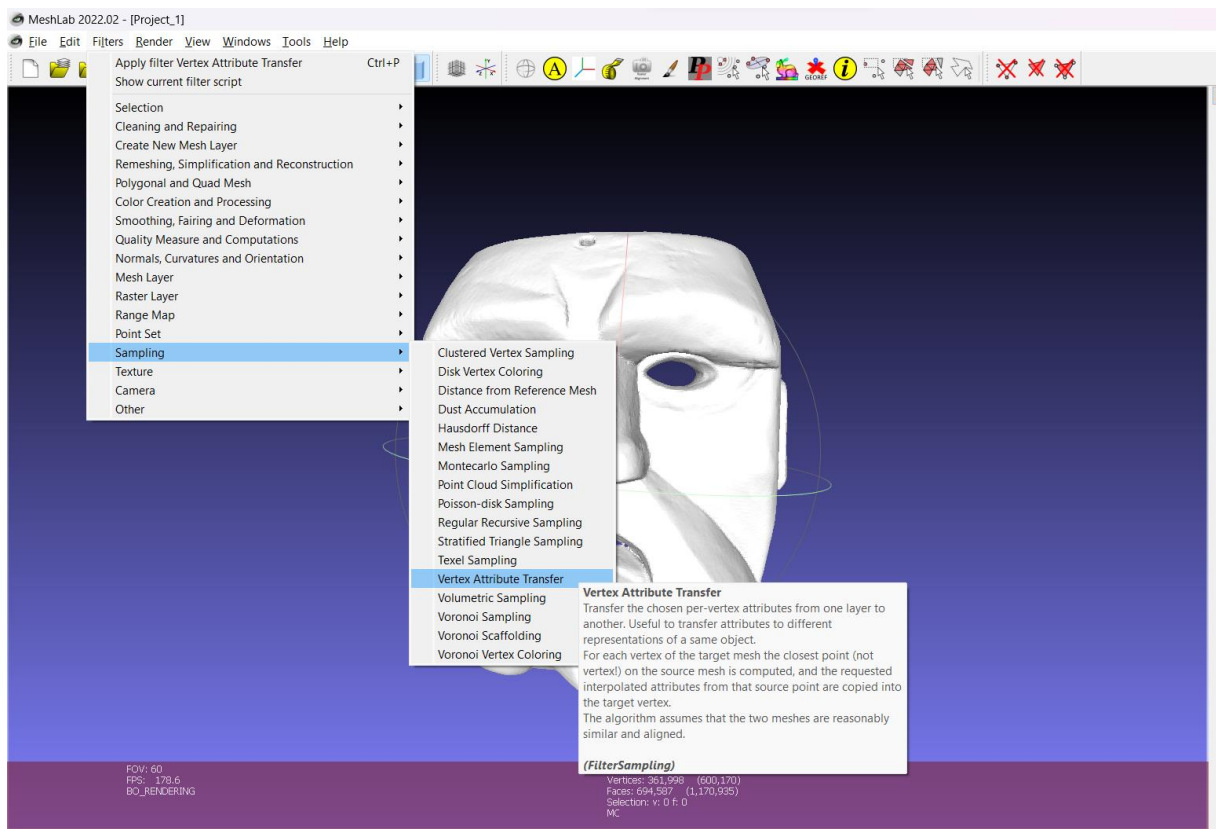 MeshLab 2022.02 - [Project_1]
File Edit Filters Render View Windows Tools Help
Apply filter Vertex Attribute Transfer Ctrl+P
Show current filter script
A
PP
GEOREF
i
Selection
Cleaning and Repairing
Create New Mesh Layer
Remeshing, Simplification and Reconstruction
Polygonal and Quad Mesh
Color Creation and Processing
Smoothing, Fairing and Deformation
Quality Measure and Computations
Normals, Curvatures and Orientation
Mesh Layer
Raster Layer
Range Map
Point Set
Sampling
Texture
Camera
Other
Clustered Vertex Sampling
Disk Vertex Coloring
Distance from Reference Mesh
Dust Accumulation
Hausdorff Distance
Mesh Element Sampling
Montecarlo Sampling
Point Cloud Simplification
Poisson-disk Sampling
Regular Recursive Sampling
Stratified Triangle Sampling
Texel Sampling
Vertex Attribute Transfer
Volumetric Sampling
Voronoi Sampling
Voronoi Scaffolding
Voronoi Vertex Coloring
Vertex Attribute Transfer
Transfer the chosen per-vertex attributes from one layer to
another. Useful to transfer attributes to different
representations of a same object.
For each vertex of the target mesh the closest point (not
vertex!) on the source mesh is computed, and the requested
interpolated attributes from that source point are copied into
the target vertex.
The algorithm assumes that the two meshes are reasonably
similar and aligned.
(FilterSampling)
FOV: 60
FPS: 178.6
BO_RENDERING
Vertices: 361,998 (600,170)
Faces: 694,587 (1,170,935)
Selection: v: 0 f: 0
MC